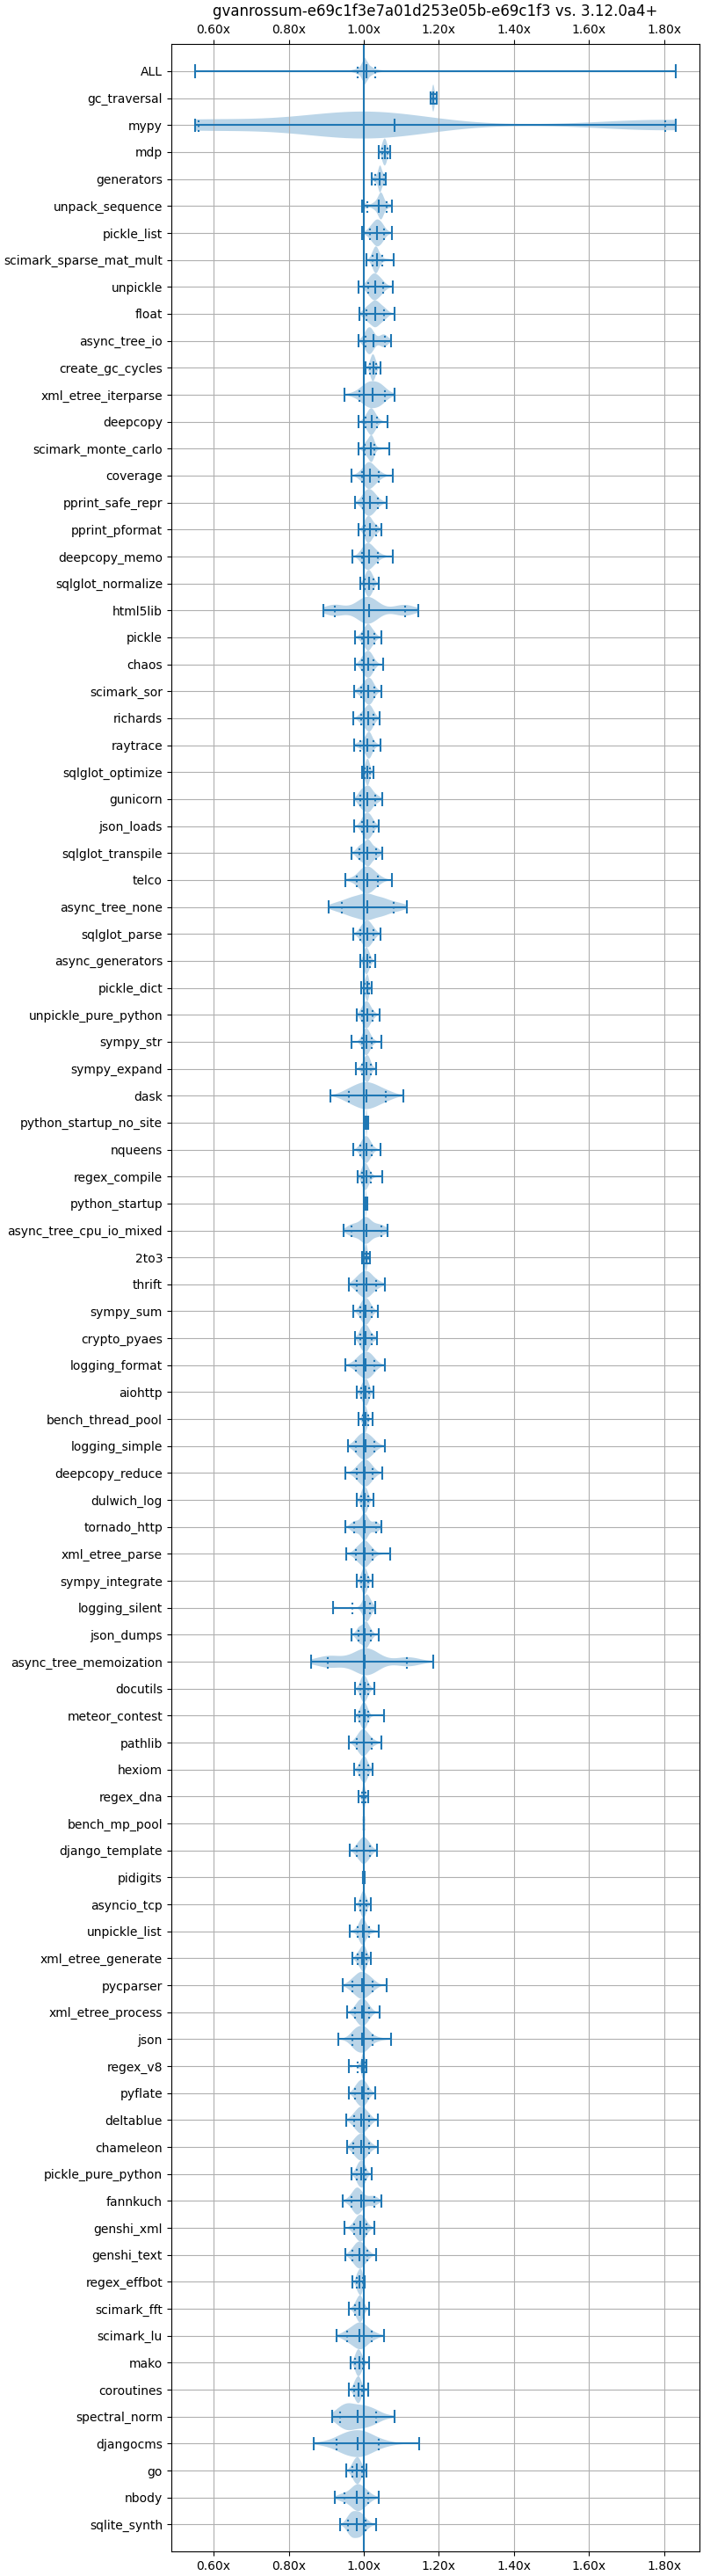 gvanrossum-e69c1f3e7a01d253e05b-e69c1f3 vs. 3.12.0a4+
0.60x 0.80x 1.00x 1.20x 1.40x 1.60x 1.80x
ALL
gc_traversal
mypy
mdp
generators
unpack_sequence
pickle_list
scimark_sparse_mat_mult
unpickle
float
async_tree_io
create_gc_cycles
xml_etree_iterparse
deepcopy
scimark_monte_carlo
coverage
pprint_safe_repr
pprint_pformat
deepcopy_memo
sqlglot_normalize
html5lib
pickle
chaos
scimark_sor
richards
raytrace
sqlglot_optimize
gunicorn
json_loads
sqlglot_transpile
telco
async_tree_none
sqlglot_parse
async_generators
pickle_dict
unpickle_pure_python
sympy_str
sympy_expand
dask
python_startup_no_site
nqueens
regex_compile
python_startup
async_tree_cpu_io_mixed
2to3
thrift
sympy_sum
crypto_pyaes
logging_format
aiohttp
bench_thread_pool
logging_simple
deepcopy_reduce
dulwich_log
tornado_http
xml_etree_parse
sympy_integrate
logging_silent
json_dumps
async_tree_memoization
docutils
meteor_contest
pathlib
hexiom
regex_dna
bench_mp_pool
django_template
pidigits
asyncio_tcp
unpickle_list
xml_etree_generate
pycparser
xml_etree_process
json
regex_v8
pyflate
deltablue
chameleon
pickle_pure_python
fannkuch
genshi_xml
genshi_text
regex_effbot
scimark_fft
scimark_lu
mako
coroutines
spectral_norm
djangocms
go
nbody
sqlite_synth
0.60x 0.80x 1.00x 1.20x 1.40x 1.60x 1.80x